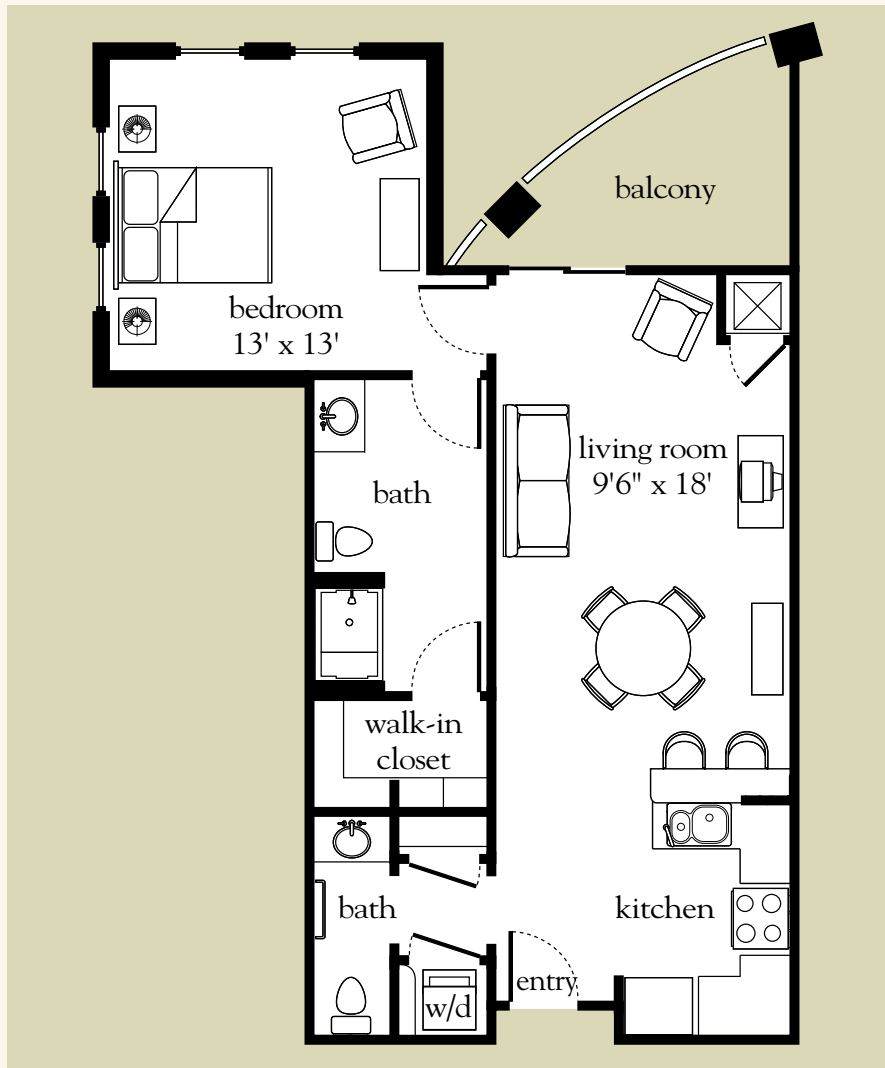 balcony
bedroom
13' x 13'
living room
9'6" x 18'
bath
walk-in
closet
bath
kitchen
entry
w/d